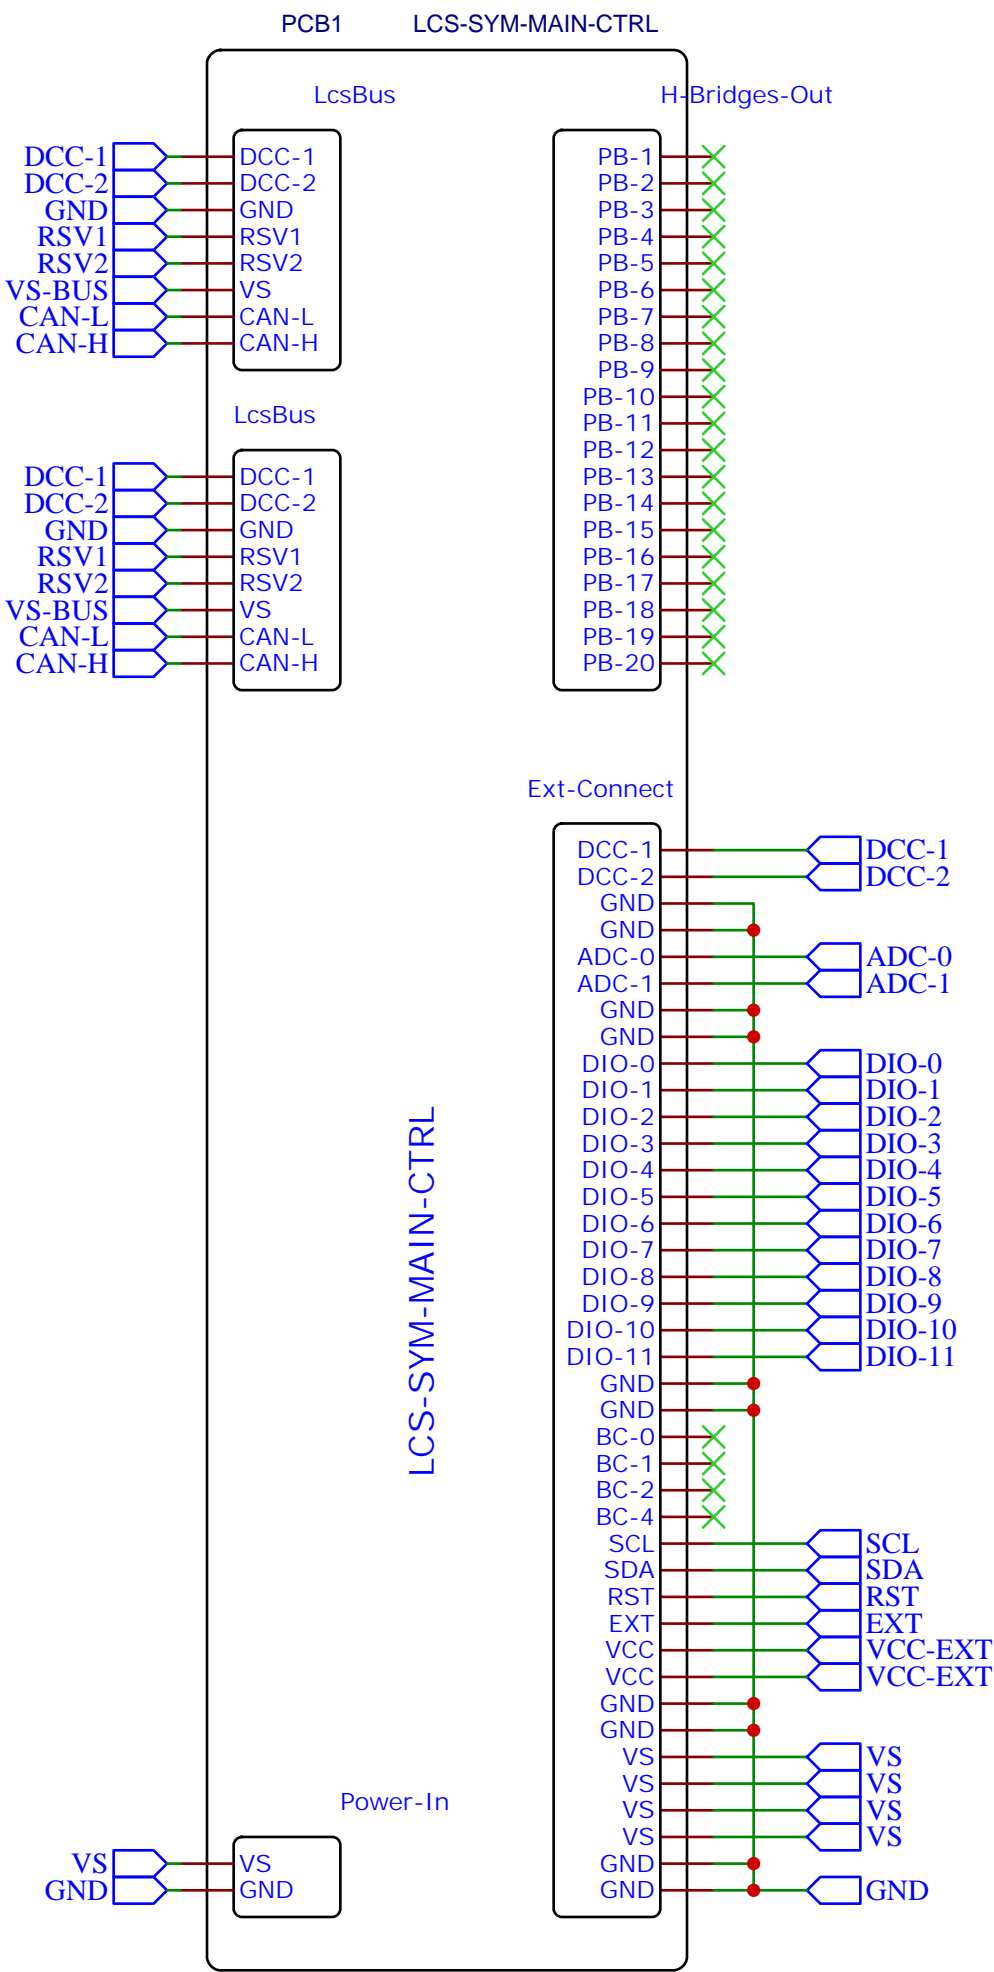 PCB1 LCS-SYM-MAIN-CTRL
LcsBus
DCC-1 DCC-1
DCC-2 DCC-2
GND GND
RSV1 RSV1
RSV2 RSV2
VS-BUS VS
CAN-L CAN-L
CAN-H CAN-H
LcsBus
DCC-1 DCC-1
DCC-2 DCC-2
GND GND
RSV1 RSV1
RSV2 RSV2
VS-BUS VS
CAN-L CAN-L
CAN-H CAN-H
H-Bridges-Out
PB-1
PB-2
PB-3
PB-4
PB-5
PB-6
PB-7
PB-8
PB-9
PB-10
PB-11
PB-12
PB-13
PB-14
PB-15
PB-16
PB-17
PB-18
PB-19
PB-20
LCS-SYM-MAIN-CTRL
Ext-Connect
DCC-1 DCC-1
DCC-2 DCC-2
GND
GND
ADC-0 ADC-0
ADC-1 ADC-1
GND
GND
DIO-0 DIO-0
DIO-1 DIO-1
DIO-2 DIO-2
DIO-3 DIO-3
DIO-4 DIO-4
DIO-5 DIO-5
DIO-6 DIO-6
DIO-7 DIO-7
DIO-8 DIO-8
DIO-9 DIO-9
DIO-10 DIO-10
DIO-11 DIO-11
GND
GND
BC-0
BC-1
BC-2
BC-4
SCL SCL
SDA SDA
RST RST
EXT EXT
VCC VCC-EXT
VCC VCC-EXT
GND
GND
VS VS
VS VS
VS VS
VS VS
GND
GND GND
Power-In
VS VS
GND GND